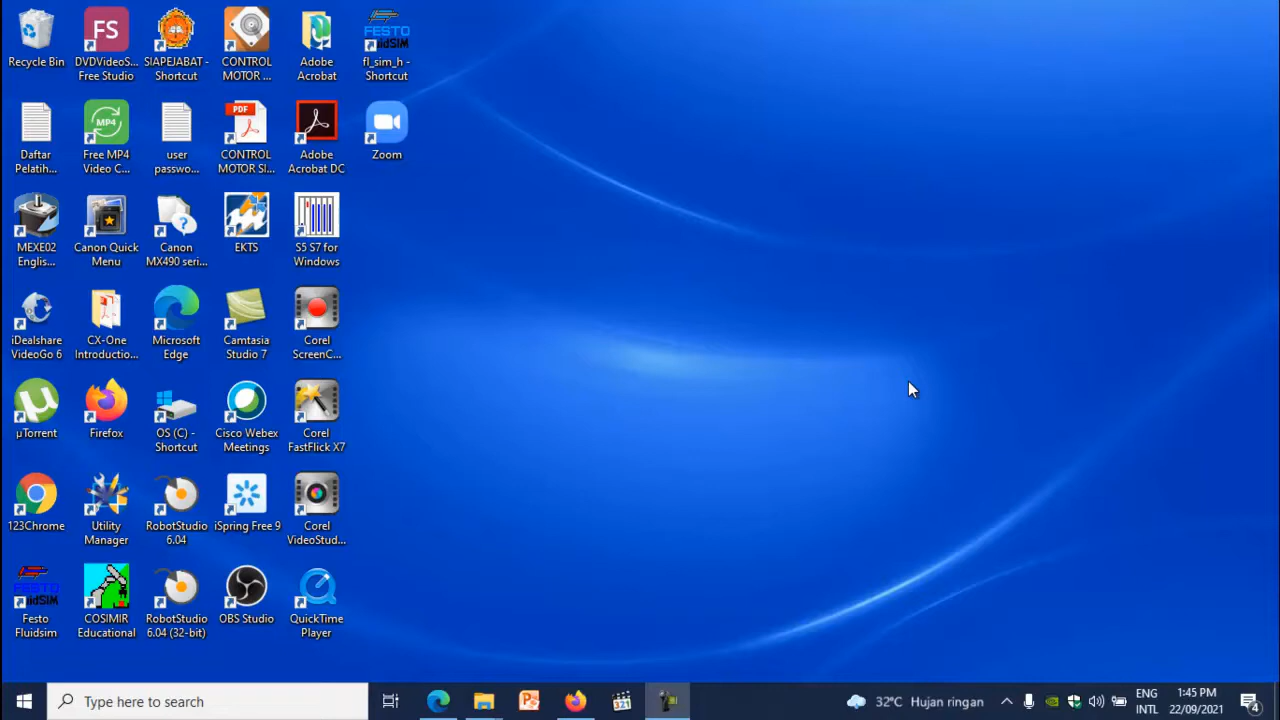 Recycle Bin
DVDVideoS...
Free Studio
SIAPEJABAT -
Shortcut
CONTROL
MOTOR ...
Adobe
Acrobat
fl_sim_h -
Shortcut
Daftar
Pelatih...
Free MP4
Video C...
user
passwo...
CONTROL
MOTOR SI...
Adobe
Acrobat DC
Zoom
MEXE02
Englis...
Canon Quick
Menu
Canon
MX490 seri...
EKTS
S5 S7 for
Windows
iDealshare
VideoGo 6
CX-One
Introductio...
Microsoft
Edge
Camtasia
Studio 7
Corel
ScreenC...
µTorrent
Firefox
OS (C) -
Shortcut
Cisco Webex
Meetings
Corel
FastFlick X7
123Chrome
Utility
Manager
RobotStudio
6.04
iSpring Free 9
Corel
VideoStud...
Festo
Fluidsim
COSIMIR
Educational
RobotStudio
6.04 (32-bit)
OBS Studio
QuickTime
Player
FS
FESTO
MP4
PDF
Type here to search
321
32°C Hujan ringan
ENG
INTL
1:45 PM
22/09/2021
4